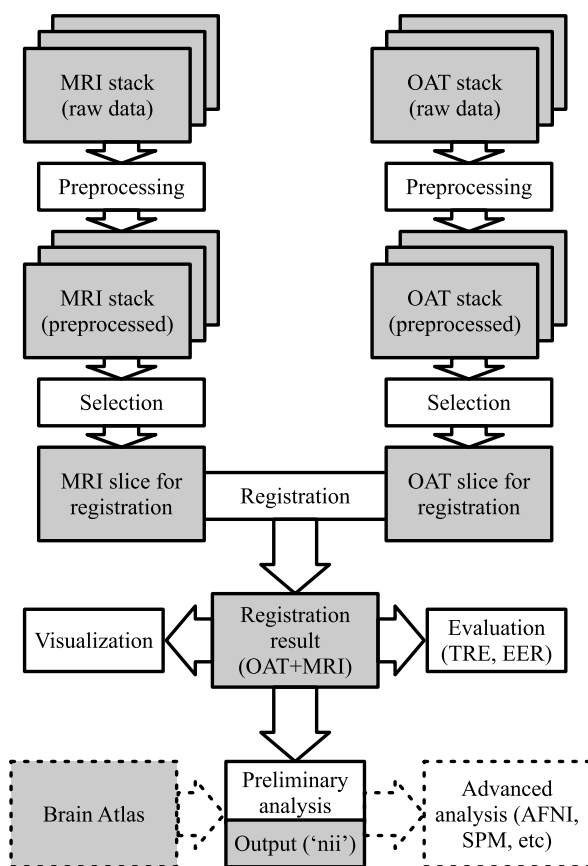 MRI stack
(raw data)
OAT stack
(raw data)
Preprocessing
Preprocessing
MRI stack
(preprocessed)
OAT stack
(preprocessed)
Selection
Selection
MRI slice for
registration
Registration
OAT slice for
registration
Visualization
Registration
result
(OAT+MRI)
Evaluation
(TRE, EER)
Brain Atlas
Preliminary
analysis
Output (‘nii’)
Advanced
analysis (AFNI,
SPM, etc)